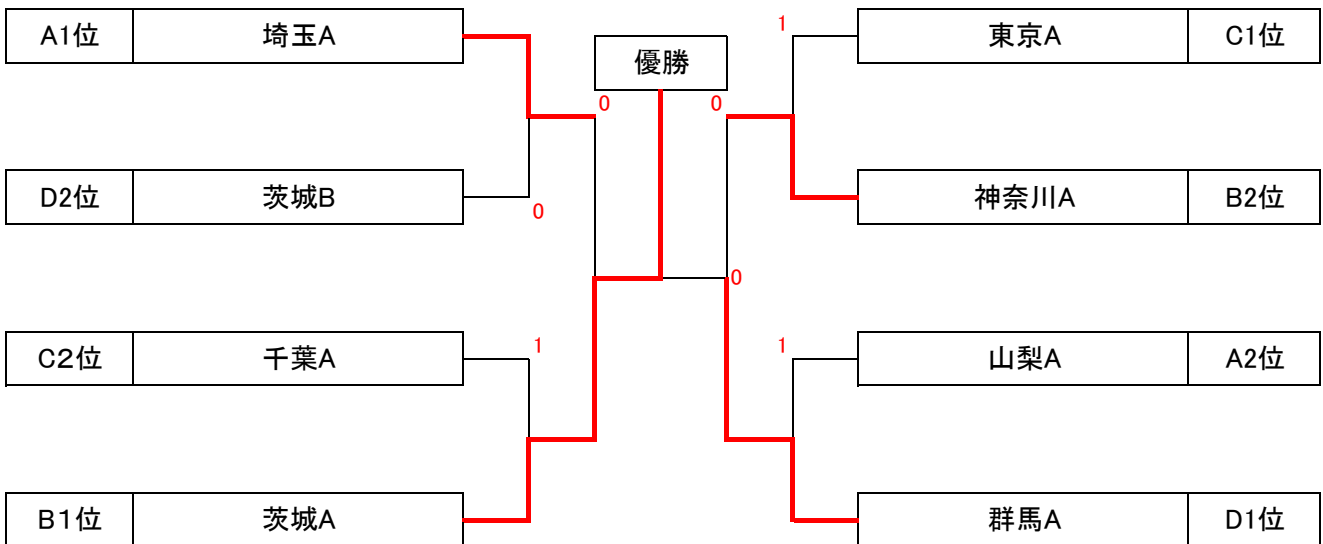 A1位 埼玉A 優勝 1 東京A C1位
0 0
D2位 茨城B 0 神奈川A B2位
0
C2位 千葉A 1 1 山梨A A2位
B1位 茨城A 群馬A D1位